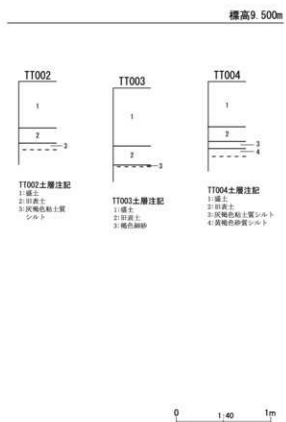 標高9.500m
TT002
1
2
3
TT002土層注記
1:盛土
2:旧表土
3:灰褐色粘土質
シルト
TT003
1
2
3
TT003土層注記
1:盛土
2:旧表土
3:褐色細砂
TT004
1
2
3
4
TT004土層注記
1:盛土
2:旧表土
3:灰褐色粘土質シルト
4:黄褐色砂質シルト
0 1:40 1m